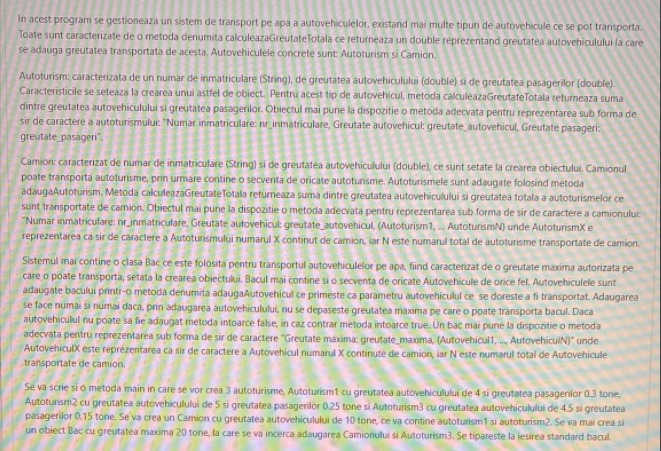 In acest program se gestioneaza un sistem de transport pe apa a autovehiculelor, existand mai multe tipuri de autovehicule ce se pot transporta.
Toate sunt caracterizate de o metoda denumita calculeazaGreutateTotala ce returneaza un double reprezentand greutatea autovehiculului la care
se adauga greutatea transportata de acesta. Autovehiculele concrete sunt: Autoturism si Camion.
Autoturism: caracterizata de un numar de inmatriculare (String), de greutatea autovehicului (double) si de greutatea pasagerilor (double).
Caracteristicile se seteaza la crearea unui astfel de obiect. Pentru acest tip de autovehicul, metoda calculeazaGreutateTotala returneaza suma
dintre greutatea autovehiculului si greutatea pasagerilor. Obiectul mai pune la dispozitie o metoda adecvata pentru reprezentarea sub forma de
sir de caractere a autoturismului: "Numar inmatriculare: nr_inmatriculare, Greutate autovehicul: greutate_autovehicul, Greutate pasageri:
greutate_pasageri".
Camion: caracterizat de numar de inmatriculare (String) si de greutatea autovehicului (double), ce sunt setate la crearea obiectului. Camionul
poate transporta autoturisme, prin urmare contine o secventa de oricate autoturisme. Autoturismele sunt adaugate folosind metoda
adaugaAutoturism. Metoda calculeazaGreutateTotala returneaza suma dintre greutatea autovehiculului si greutatea totala a autoturismelor ce
sunt transportate de camion. Obiectul mai pune la dispozitie o metoda adecvata pentru reprezentarea sub forma de sir de caractere a camionului:
"Numar inmatriculare: nr_inmatriculare, Greutate autovehicul: greutate_autovehicul, (Autoturism1, ... AutoturismN) unde AutoturismX e
reprezentarea ca sir de caractere a Autoturismului numarul X continut de camion, iar N este numarul total de autoturisme transportate de camion.
Sistemul mai contine o clasa Bac ce este folosita pentru transportul autovehiculelor pe apa, fiind caracterizat de o greutate maxima autorizata pe
care o poate transporta, setata la crearea obiectului. Bacul mai contine si o secventa de oricate Autovehicule de orice fel. Autovehiculele sunt
adaugate bacului printr-o metoda denumita adaugaAutovehicul ce primeste ca parametru autovehiculul ce se doreste a fi transportat. Adaugarea
se face numai si numai daca, prin adaugarea autovehiculului, nu se depaseste greutatea maxima pe care o poate transporta bacul. Daca
autovehiculul nu poate sa fie adaugat metoda intoarce false, in caz contrar metoda intoarce true. Un bac mai pune la dispozitie o metoda
adecvata pentru reprezentarea sub forma de sir de caractere "Greutate maxima: greutate_maxima, (Autovehicul1, ..., AutovehiculN)" unde
AutovehiculX este reprezentarea ca sir de caractere a Autovehicul numarul X continute de camion, iar N este numarul total de Autovehicule
transportate de camion.
Se va scrie si o metoda main in care se vor crea 3 autoturisme, Autoturism1 cu greutatea autovehiculului de 4 si greutatea pasagerilor 0.3 tone,
Autoturism2 cu greutatea autovehiculului de 5 si greutatea pasagerilor 0.25 tone si Autoturism3 cu greutatea autovehiculului de 4.5 si greutatea
pasagerilor 0.15 tone. Se va crea un Camion cu greutatea autovehiculului de 10 tone, ce va contine autoturism1 si autoturism2. Se va mai crea si
un obiect Bac cu greutatea maxima 20 tone, la care se va incerca adaugarea Camionului si Autoturism3. Se tipareste la iesirea standard bacul.